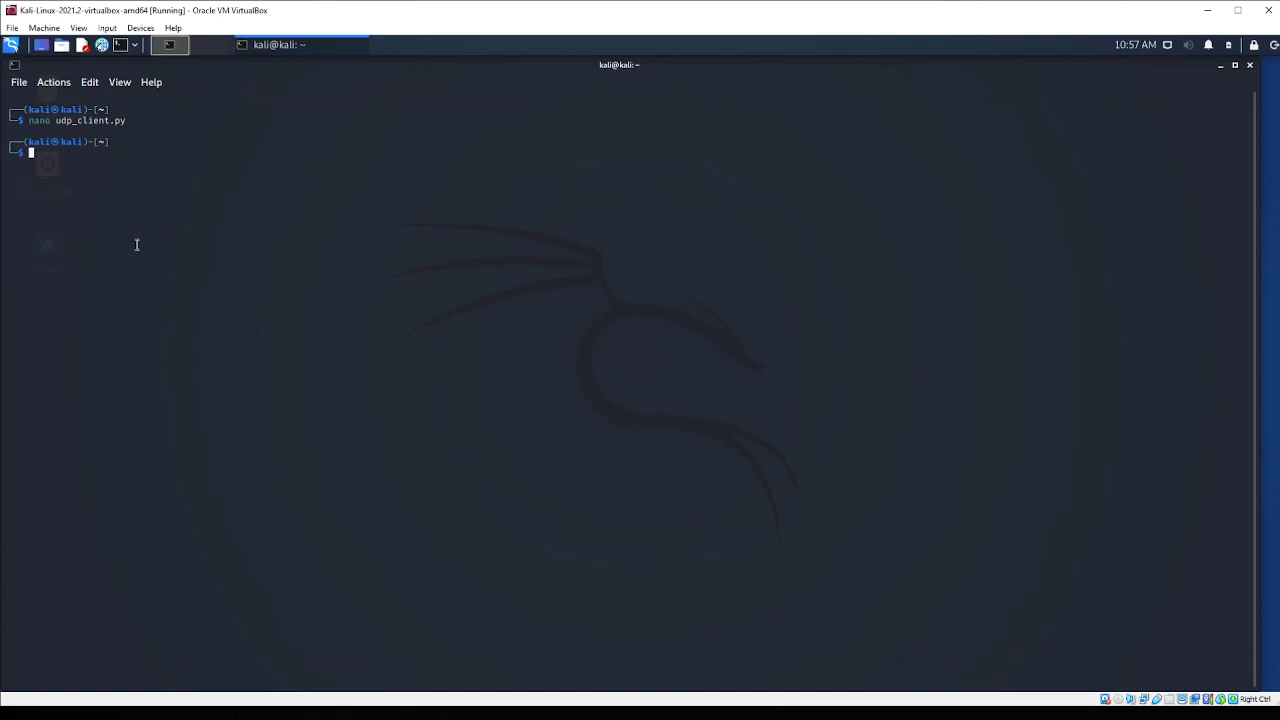 Kali-Linux-2021.2-virtualbox-amd64 [Running] - Oracle VM VirtualBox
File Machine View Input Devices Help
kali@kali: ~
10:57 AM
kali@kali:~
File Actions Edit View Help
┌──(kali㉿kali)-[~]
└─$ nano udp_client.py
┌──(kali㉿kali)-[~]
└─$
Home
Right Ctrl